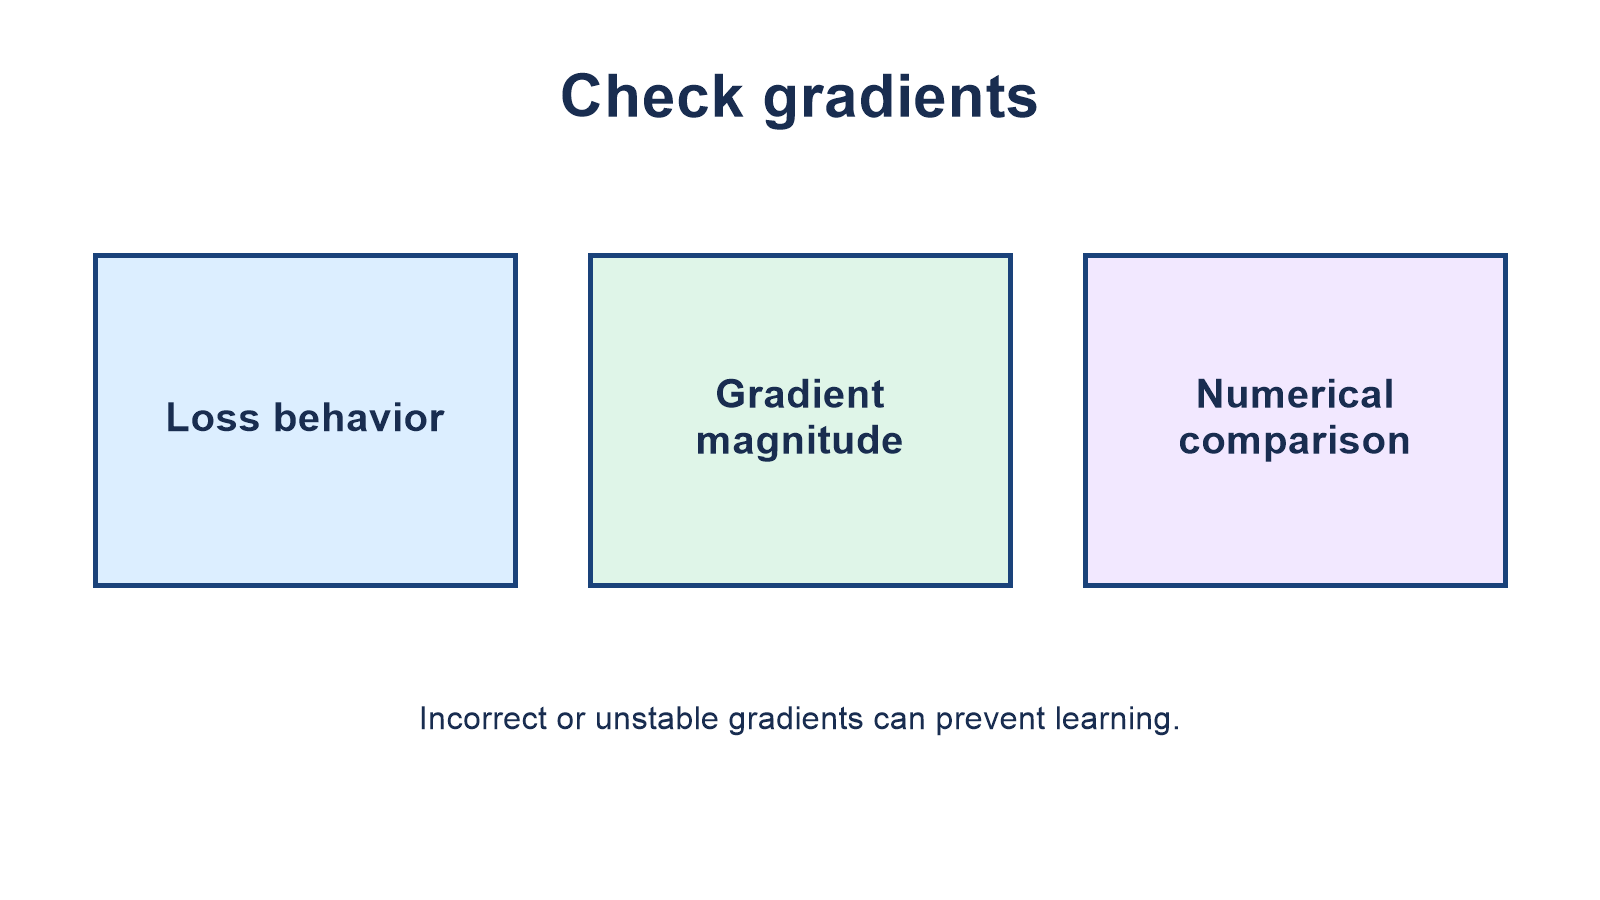 Check gradients
Loss behavior
Gradient
magnitude
Numerical
comparison
Incorrect or unstable gradients can prevent learning.